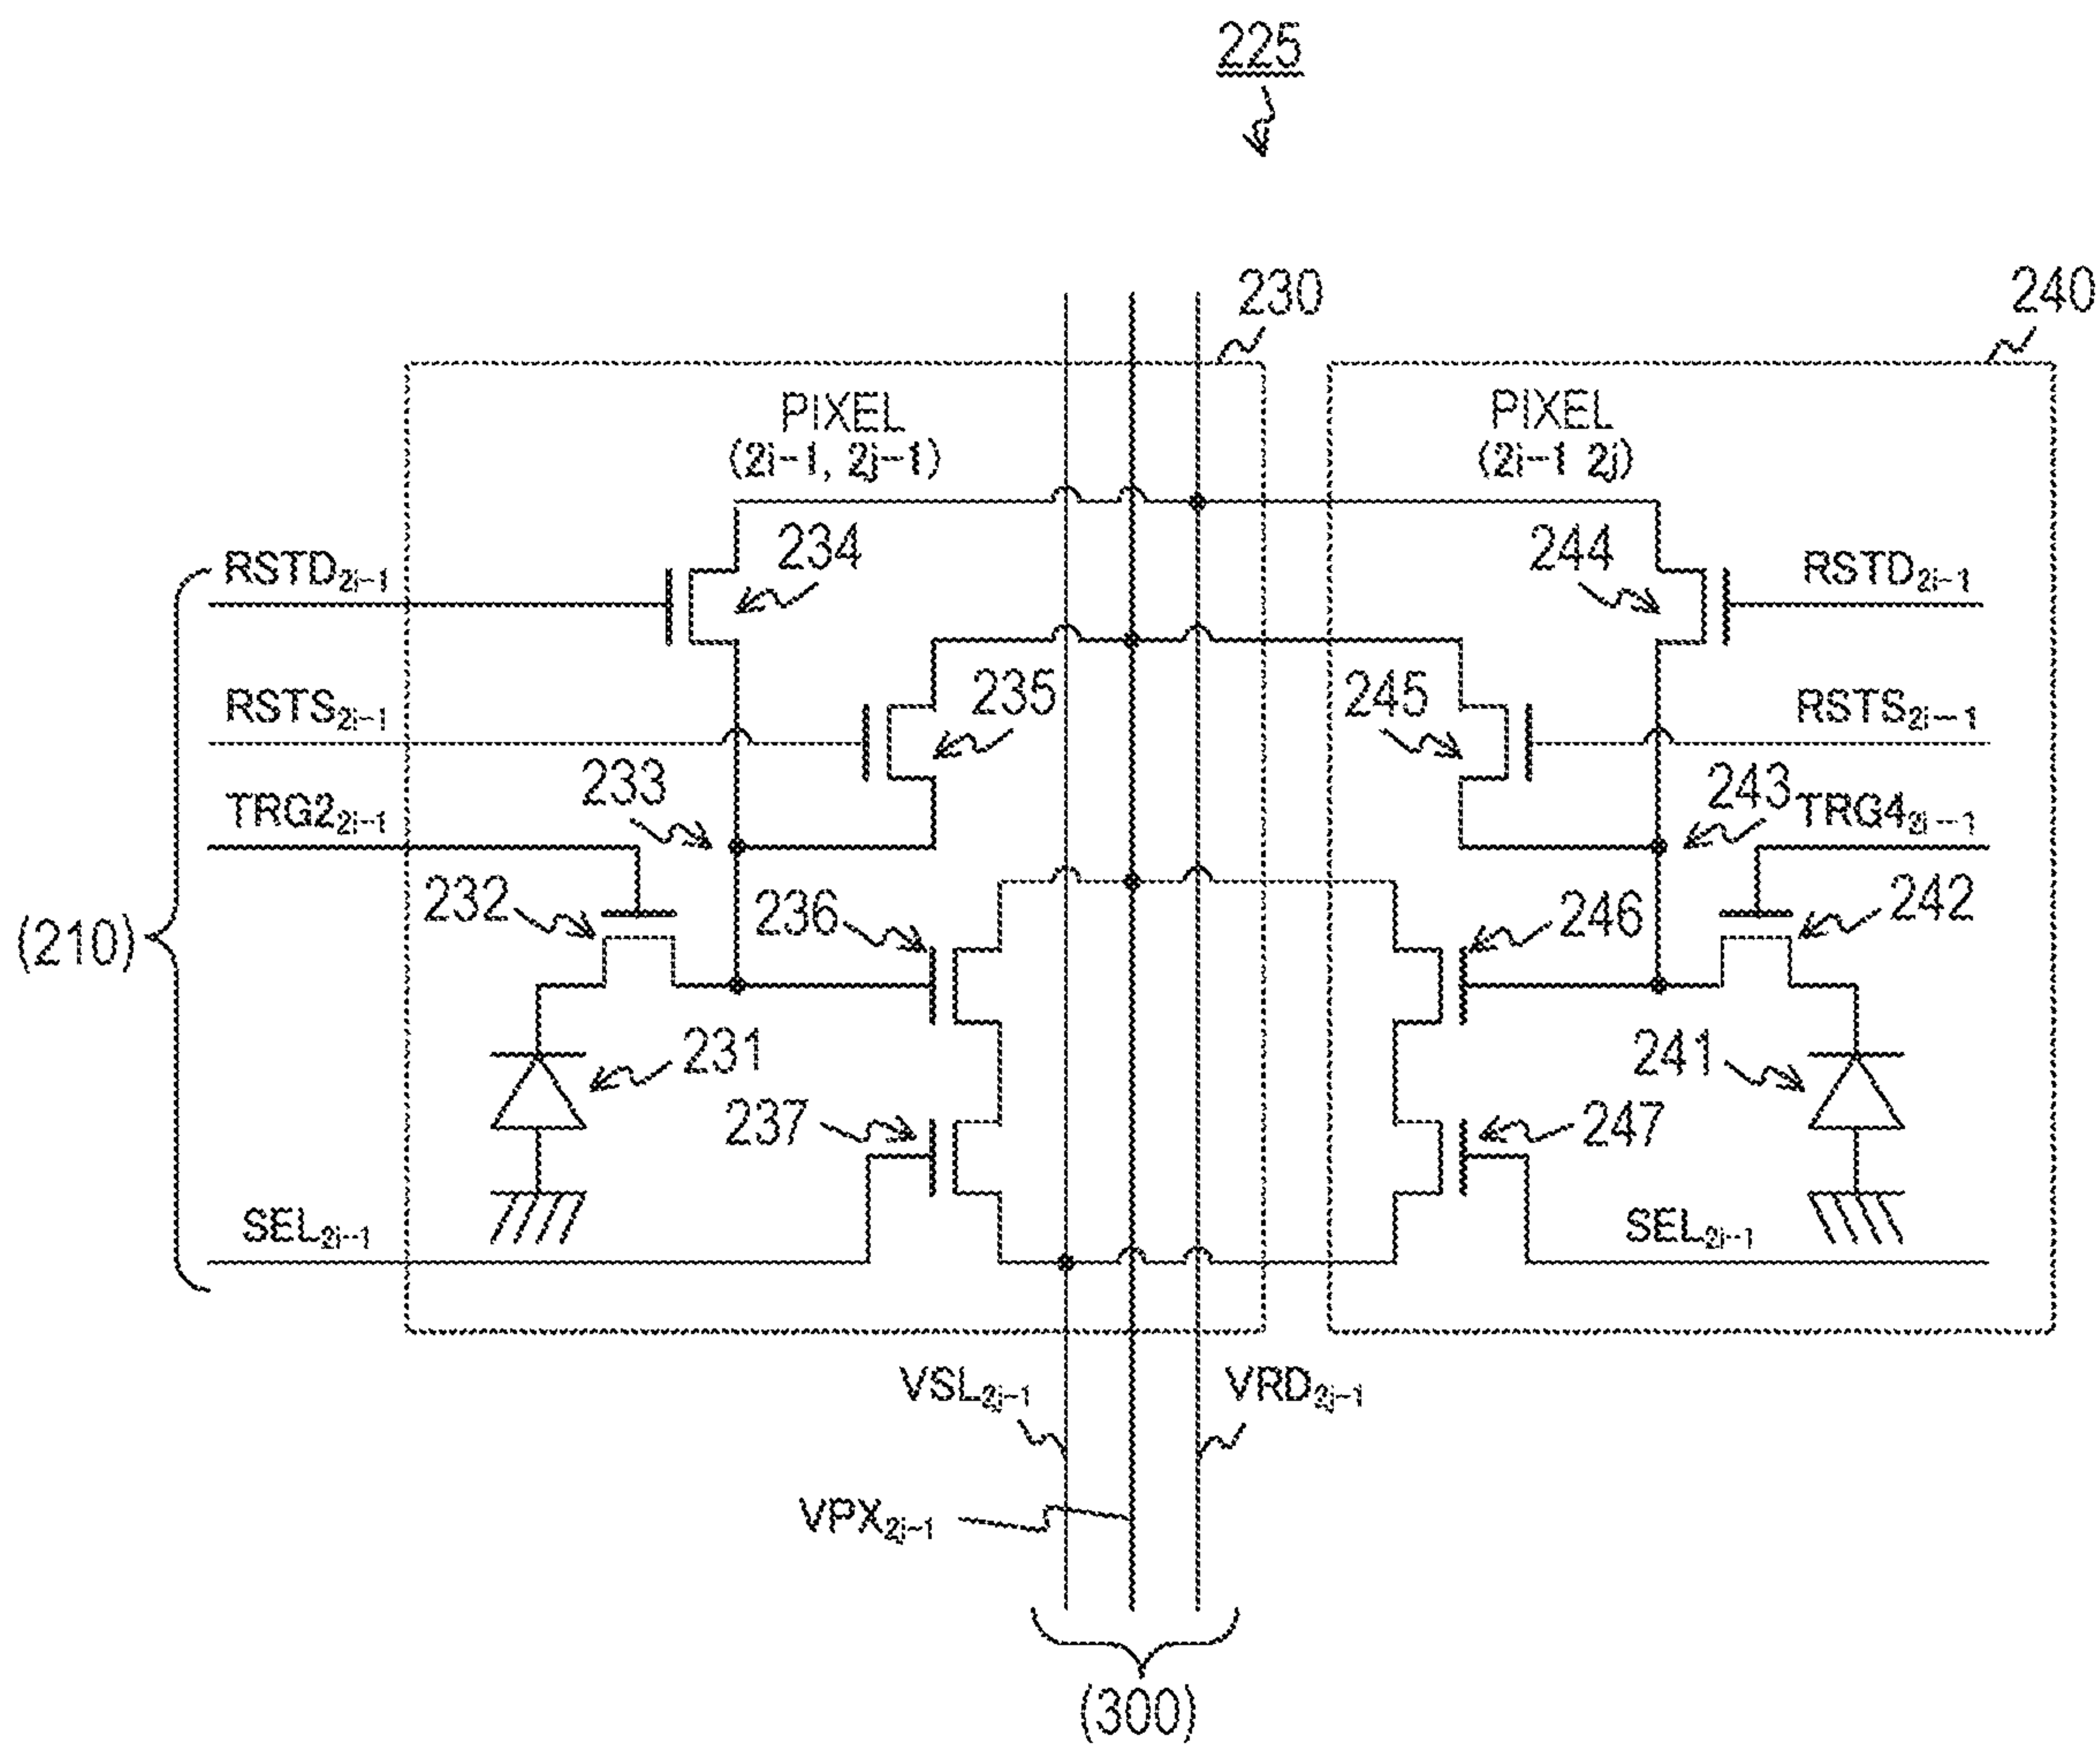 225
230
240
PIXEL
(2i-1, 2j-1)
PIXEL
(2i-1 2j)
234
244
RSTD2i-1
RSTD2i-1
235
245
RSTS2i-1
RSTS2i-1
233
243
TRG22i-1
TRG42i-1
232
236
246
242
(210)
231
241
237
247
SEL2i-1
SEL2i-1
VSL2j-1
VRD2j-1
VPX2j-1
(300)